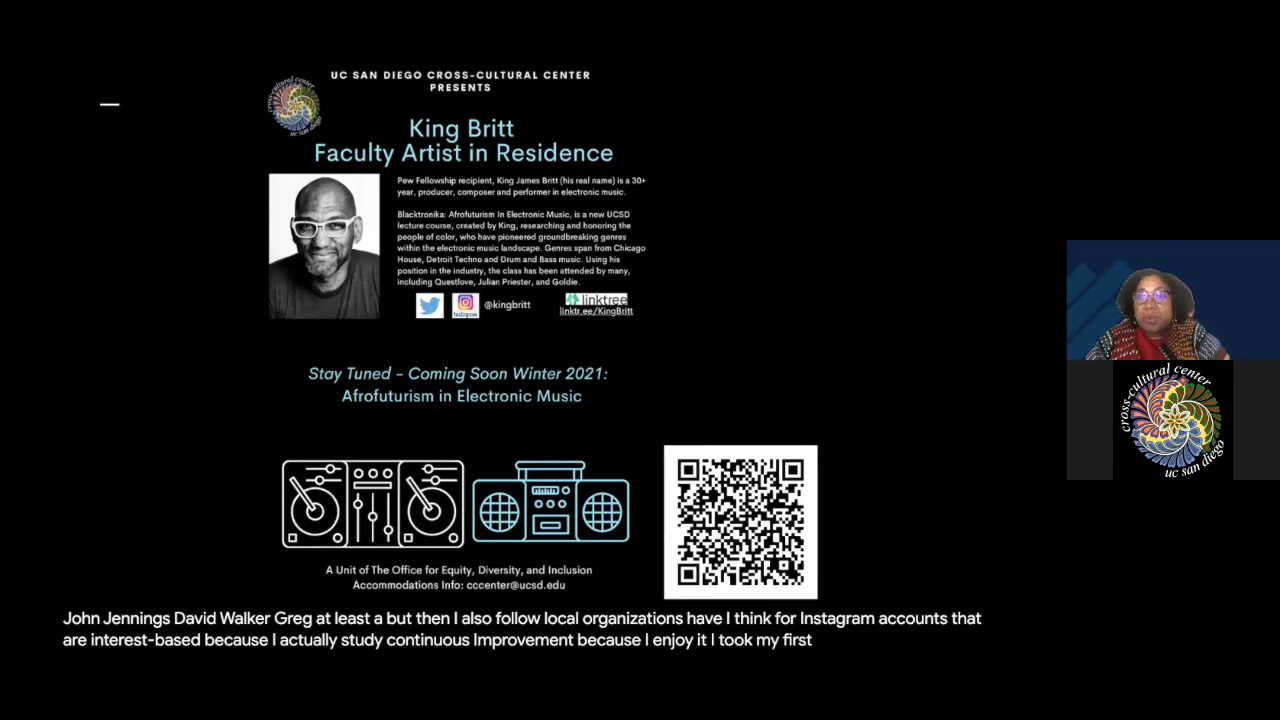 UC SAN DIEGO CROSS-CULTURAL CENTER
PRESENTS
cross-cultural center
uc san diego
King Britt
Faculty Artist in Residence
Pew Fellowship recipient, King James Britt (his real name) is a 30+
year, producer, composer and performer in electronic music.
Blacktronika: Afrofuturism In Electronic Music, is a new UCSD
lecture course, created by King, researching and honoring the
people of color, who have pioneered groundbreaking genres
within the electronic music landscape. Genres span from Chicago
House, Detroit Techno and Drum and Bass music. Using his
position in the industry, the class has been attended by many,
including Questlove, Julian Priester, and Goldie.
Instagram
@kingbritt
linktree
linktr.ee/KingBritt
Stay Tuned - Coming Soon Winter 2021:
Afrofuturism in Electronic Music
A Unit of The Office for Equity, Diversity, and Inclusion
Accommodations Info: cccenter@ucsd.edu
cross-cultural center
uc san diego
John Jennings David Walker Greg at least a but then I also follow local organizations have I think for Instagram accounts that
are interest-based because I actually study continuous Improvement because I enjoy it I took my first